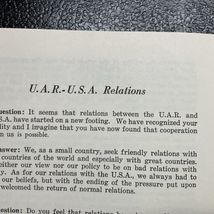 U.A.R.-U.S.A. Relations
estion: It seems that relations between the U.A.R. and
S.A. have started on a new footing. We have recognized your
lity and I imagine that you have now found that cooperation
n us is possible.
swer: We, as a small country, seek friendly relations with
countries of the world and especially with great countries.
either our view nor our policy to be on bad relations with
y. As for our relations with the U.S.A., we always had to
our beliefs, but with the ending of the pressure put upon
welcomed the return of normal relations.
stion: Do you feel that relations have